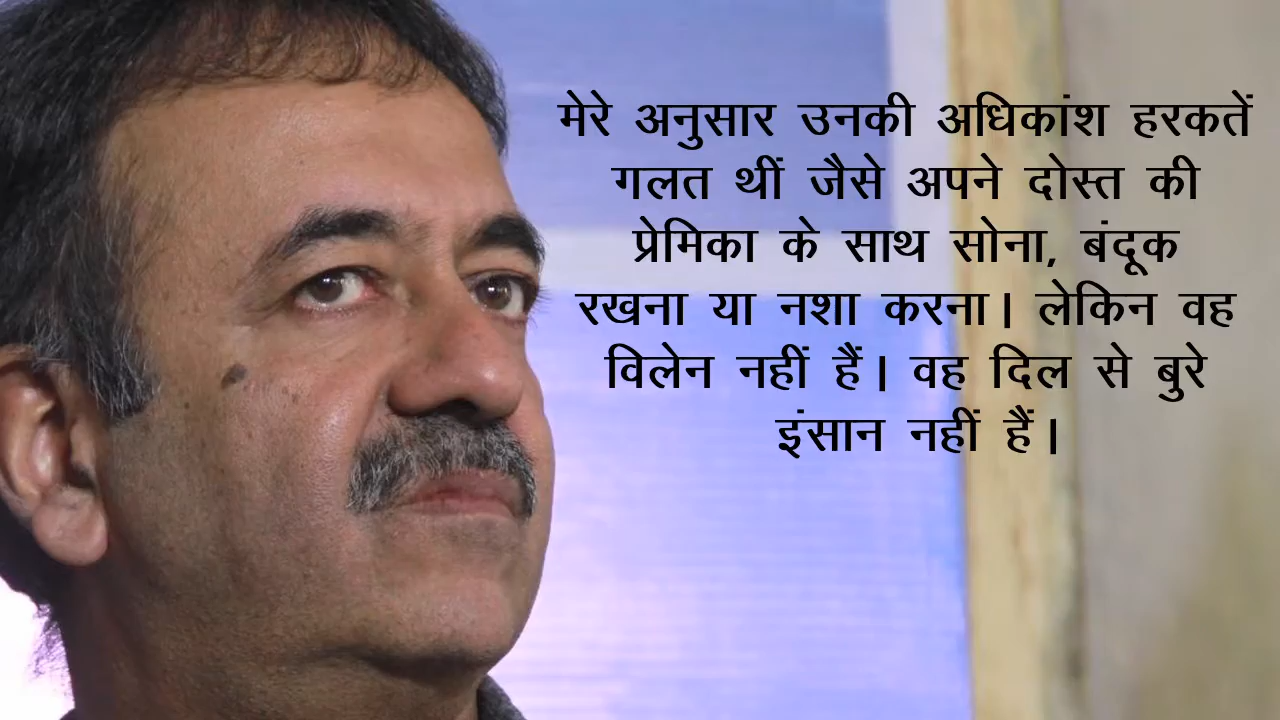 मेरे अनुसार उनकी अधिकांश हरकतें
गलत थीं जैसे अपने दोस्त की
प्रेमिका के साथ सोना, बंदूक
रखना या नशा करना। लेकिन वह
विलेन नहीं हैं। वह दिल से बुरे
इंसान नहीं हैं।